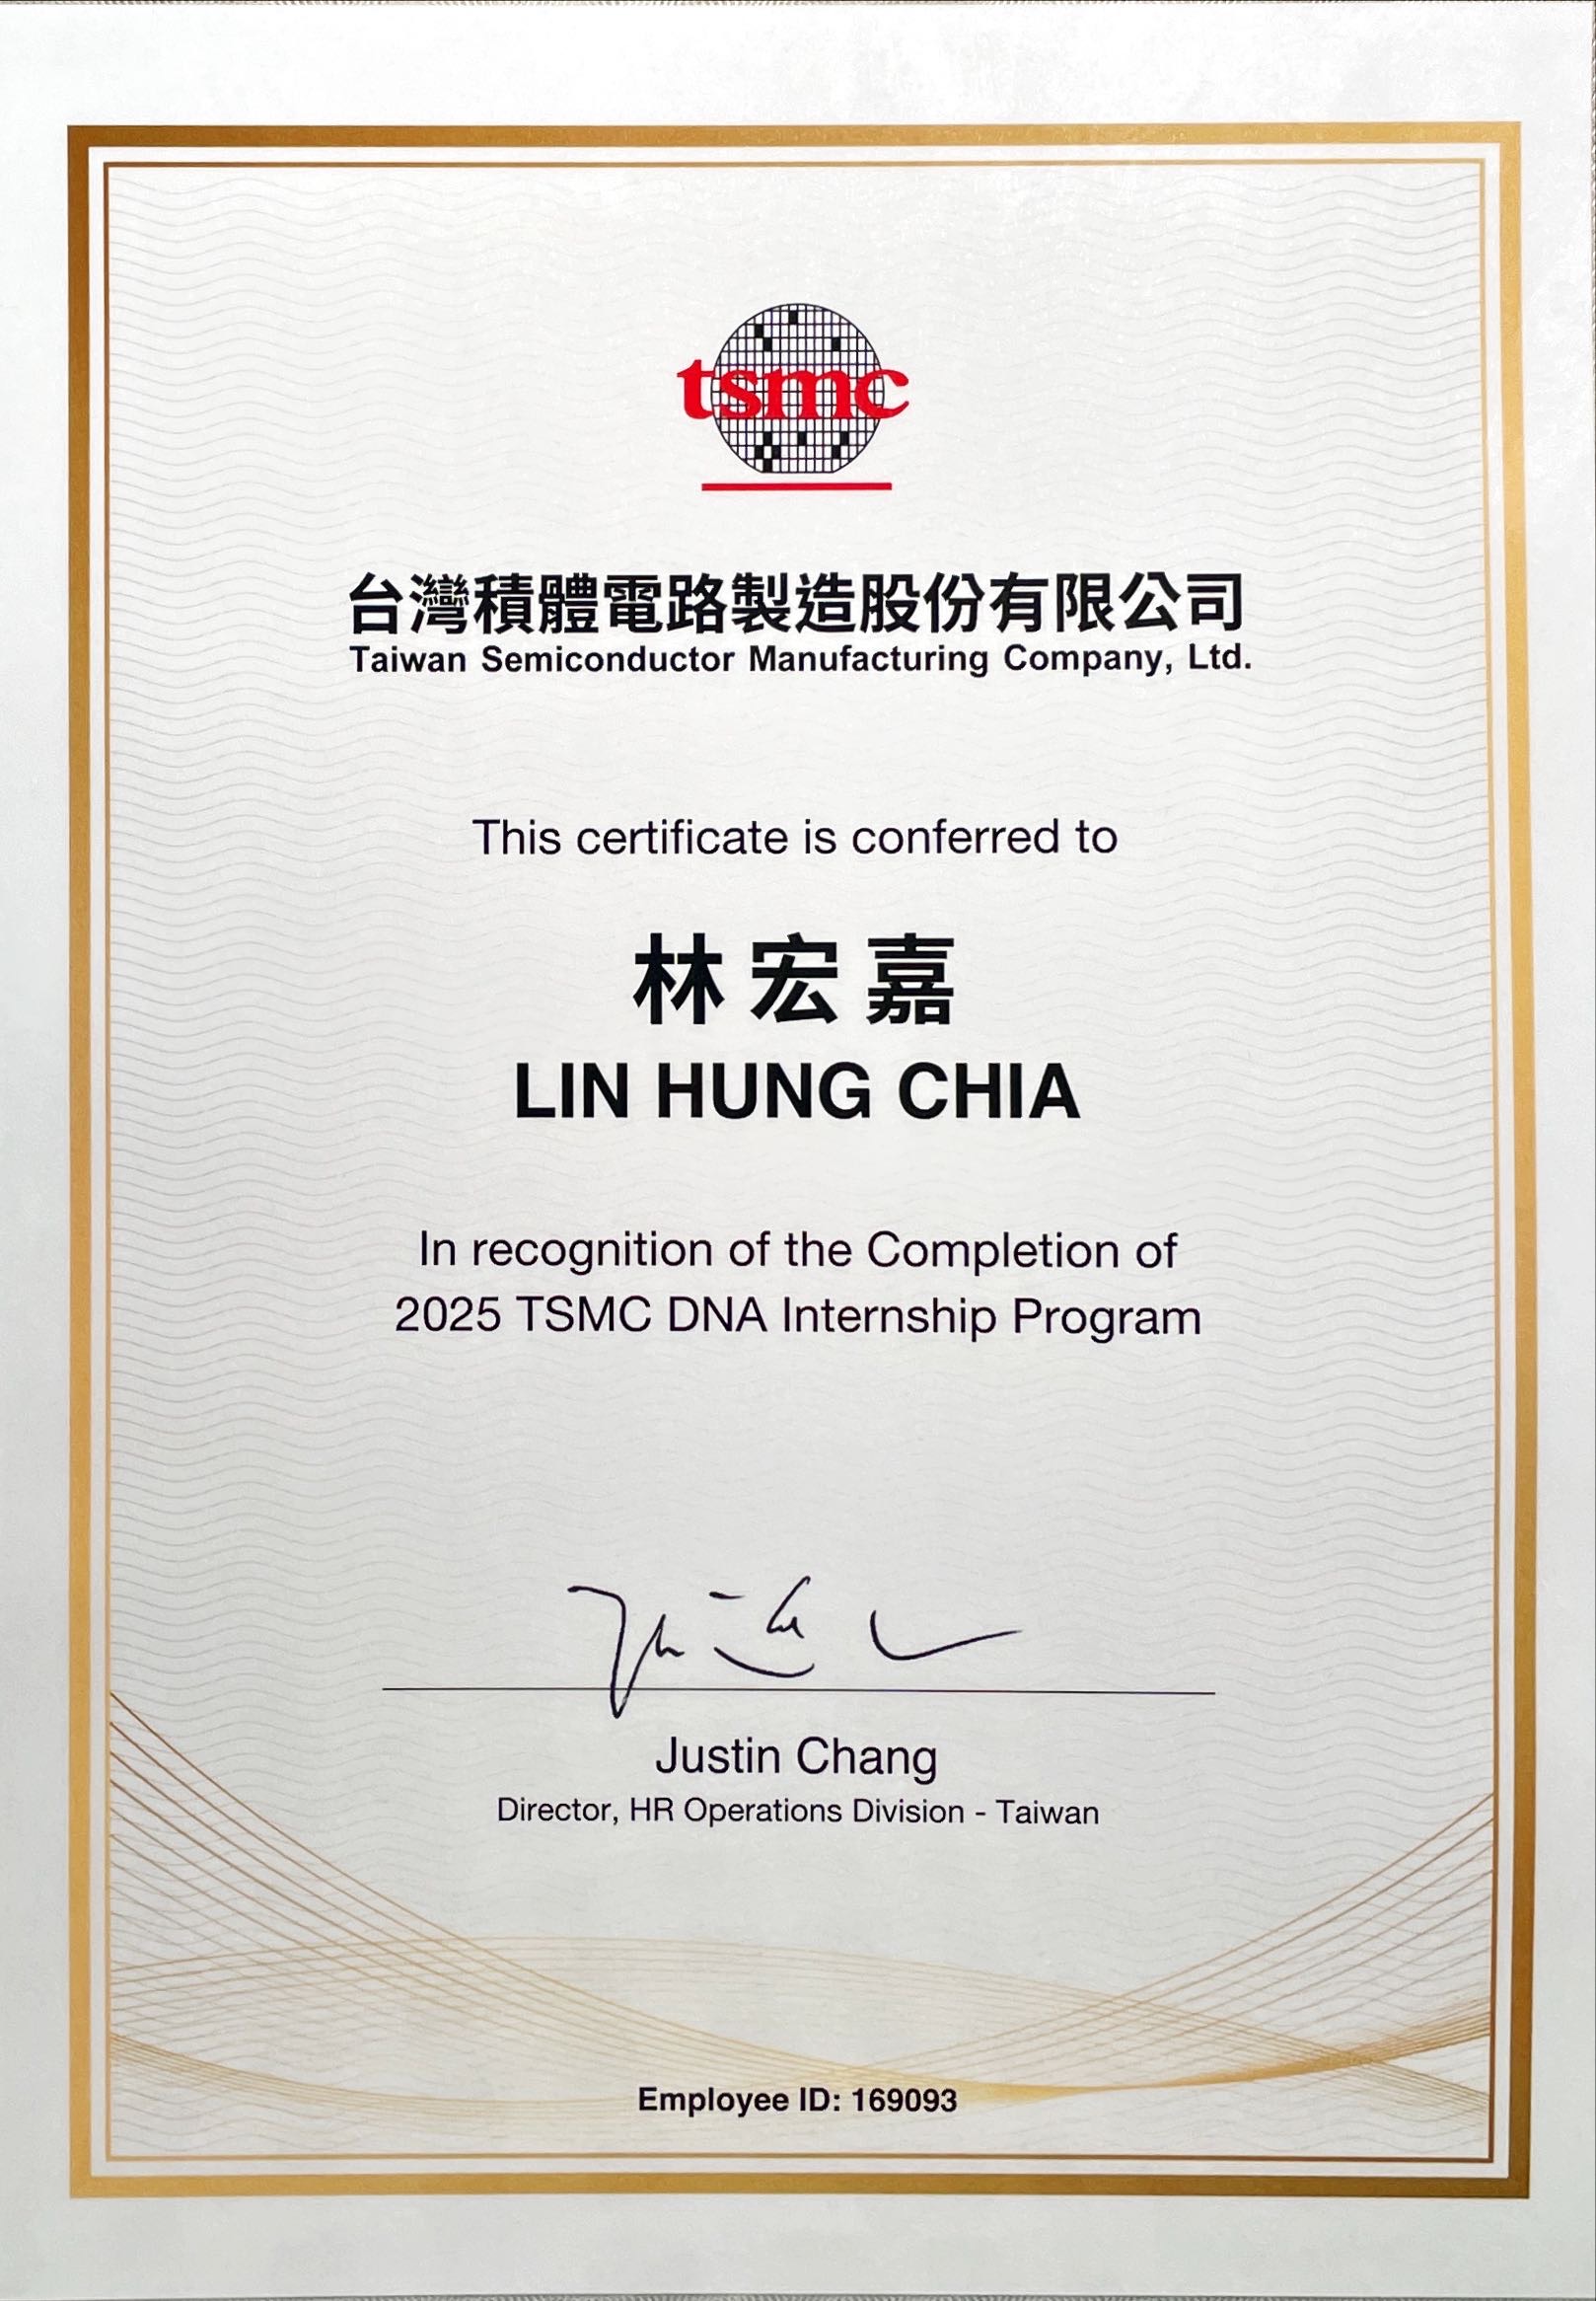 tsmc
台灣積體電路製造股份有限公司
Taiwan Semiconductor Manufacturing Company, Ltd.
This certificate is conferred to
林宏嘉
LIN HUNG CHIA
In recognition of the Completion of
2025 TSMC DNA Internship Program
Justin Chang
Director, HR Operations Division - Taiwan
Employee ID: 169093